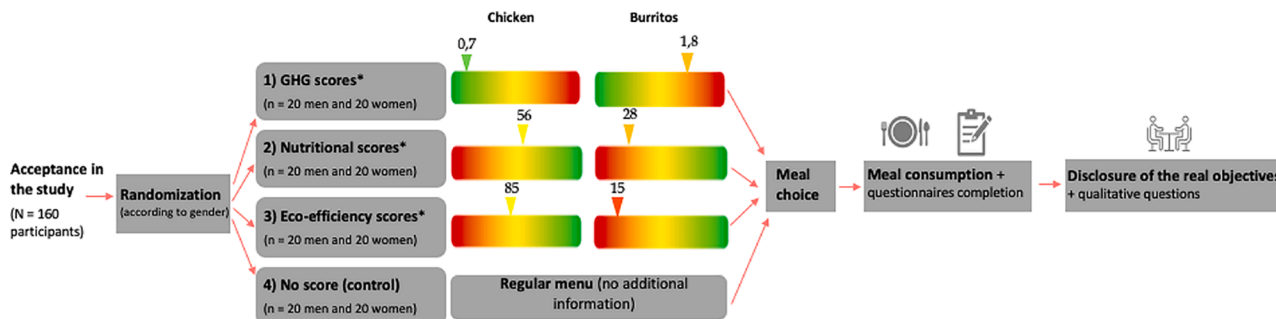 Chicken
Burritos
0,7
1,8
1) GHG scores*
(n = 20 men and 20 women)
56
28
2) Nutritional scores*
(n = 20 men and 20 women)
Acceptance in
the study
(N = 160
participants)
Randomization
(according to gender)
85
15
3) Eco-efficiency scores*
(n = 20 men and 20 women)
4) No score (control)
(n = 20 men and 20 women)
Regular menu (no additional
information)
Meal
choice
Meal consumption +
questionnaires completion
Disclosure of the real objectives
+ qualitative questions